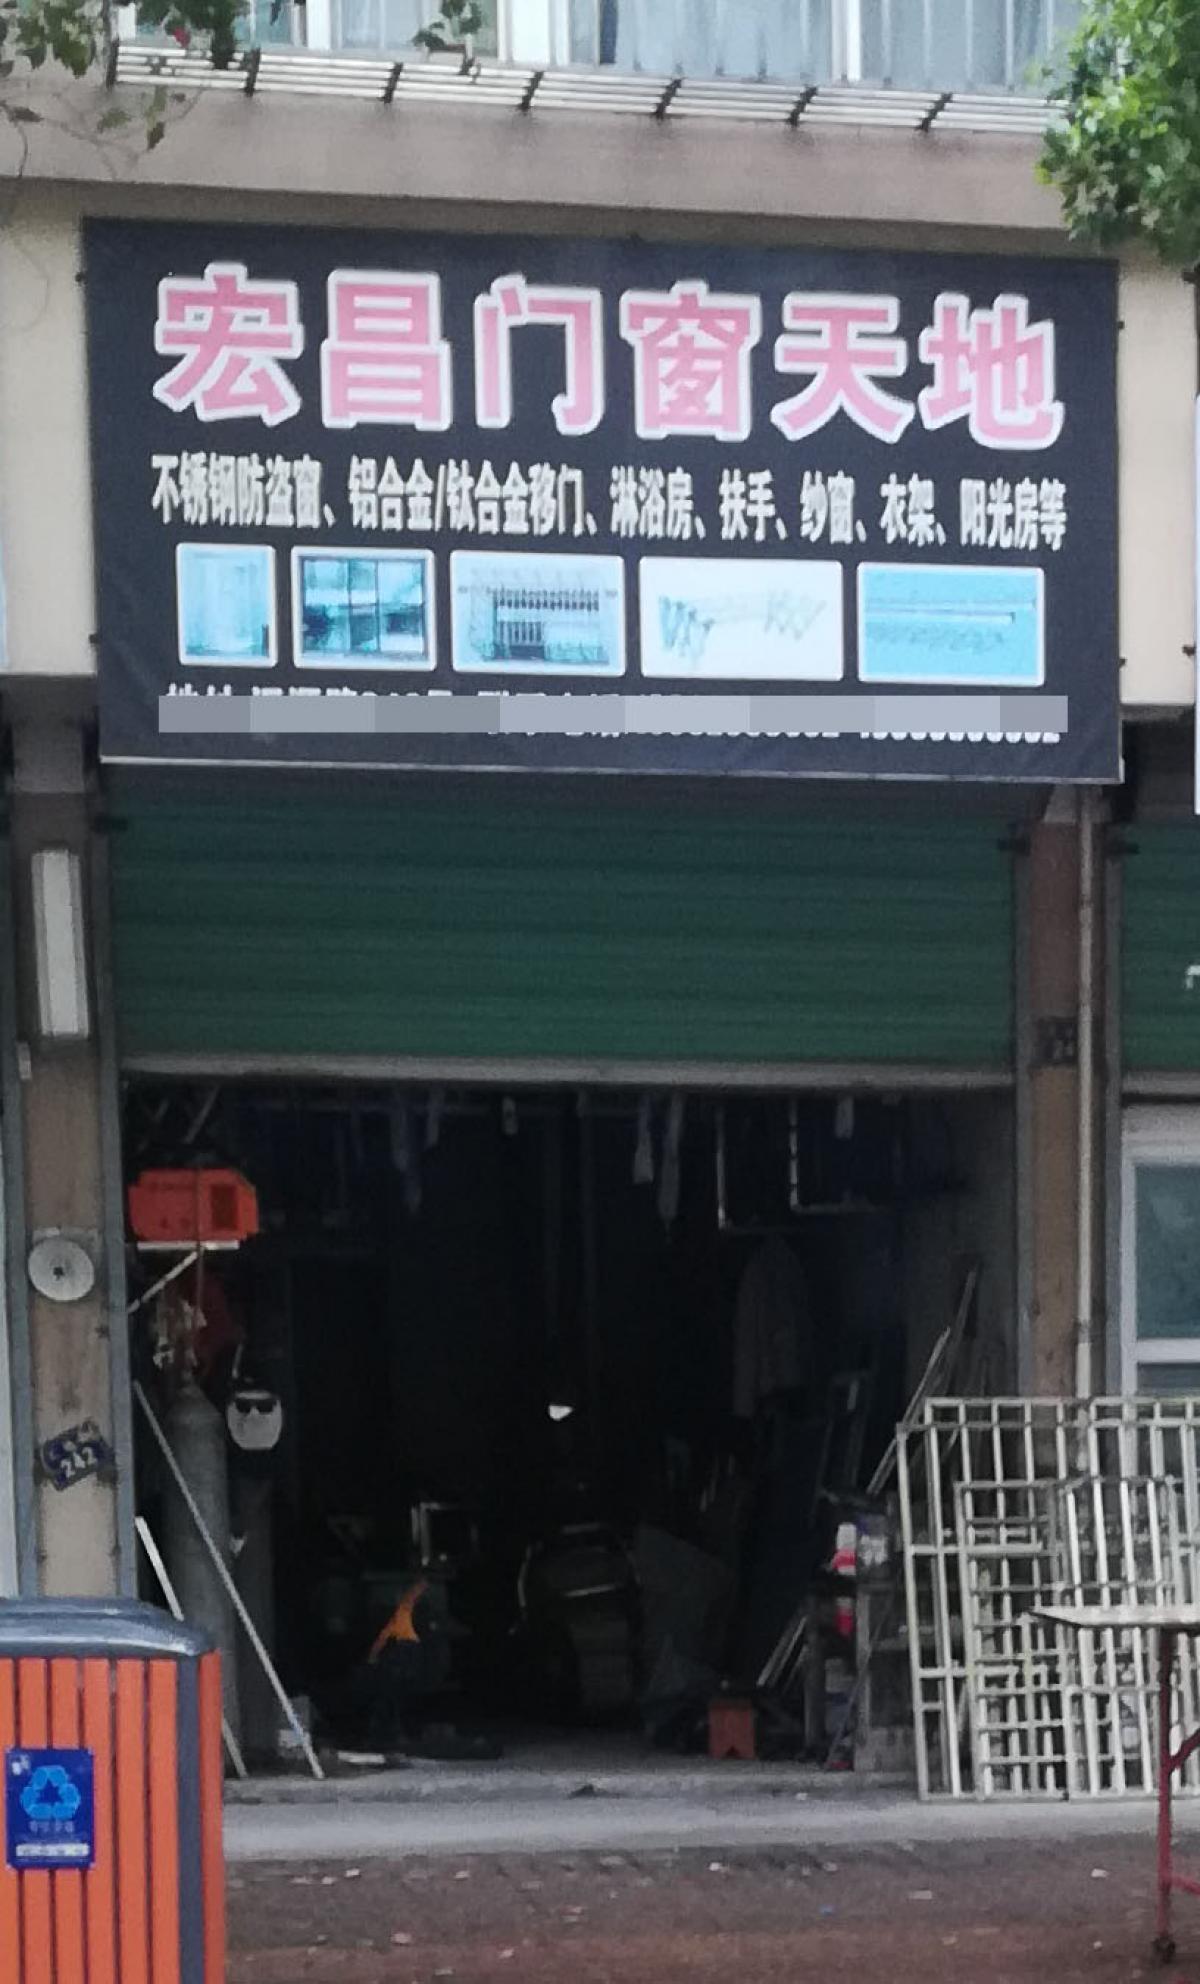 宏昌门窗天地
不锈钢防盗窗、铝合金/钛合金移门、淋浴房、扶手、纱窗、衣架、阳光房等
242